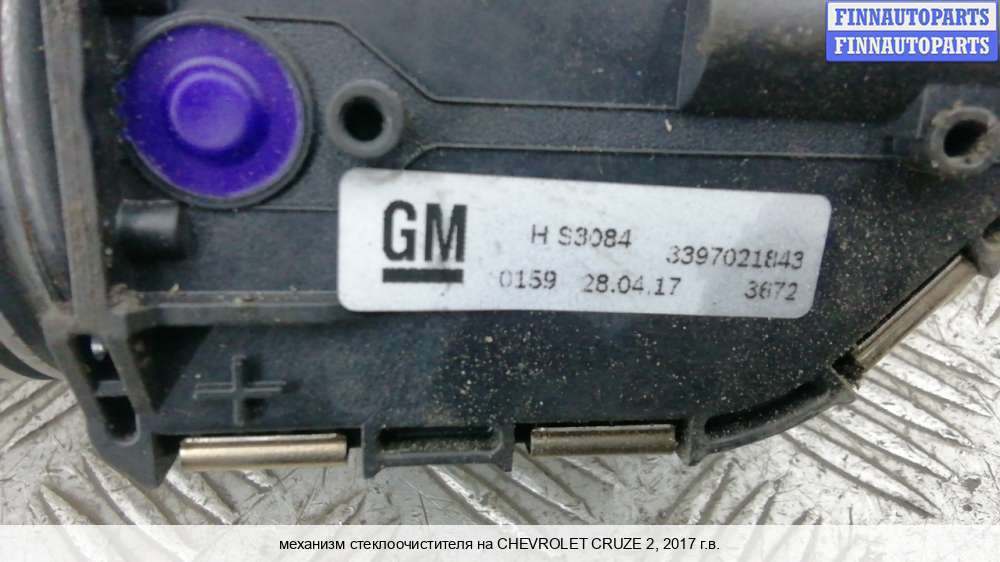 FINNAUTOPARTS
FINNAUTOPARTS
GM
H S3084 3397021843
0159 28.04.17 3672
механизм стеклоочистителя на CHEVROLET CRUZE 2, 2017 г.в.